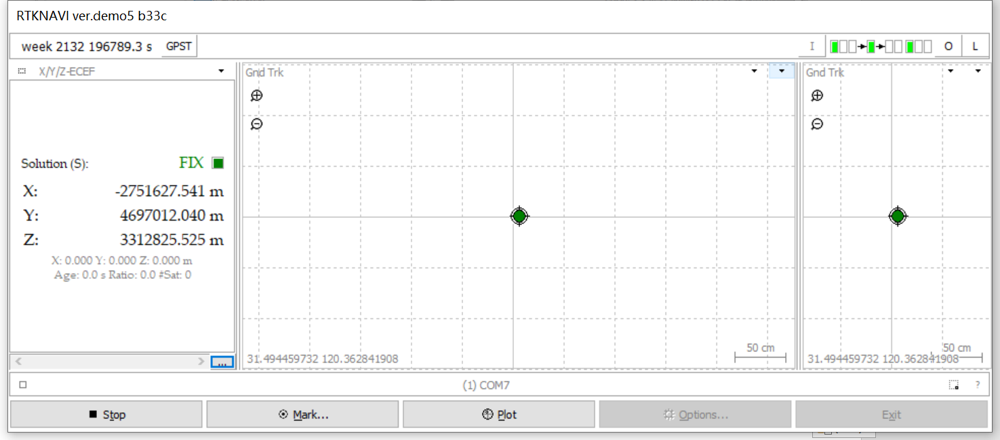 RTKNAVI ver.demo5 b33c
week 2132 196789.3 s GPST I O L
X/Y/Z-ECEF
Gnd Trk
Gnd Trk
Solution (S): FIX
X: -2751627.541 m
Y: 4697012.040 m
Z: 3312825.525 m
X: 0.000 Y: 0.000 Z: 0.000 m
Age: 0.0 s Ratio: 0.0 #Sat: 0
...
31.494459732 120.362841908
50 cm
50 cm
31.494459732 120.362841908
(1) COM7
?
Stop
Mark...
Plot
Options...
Exit